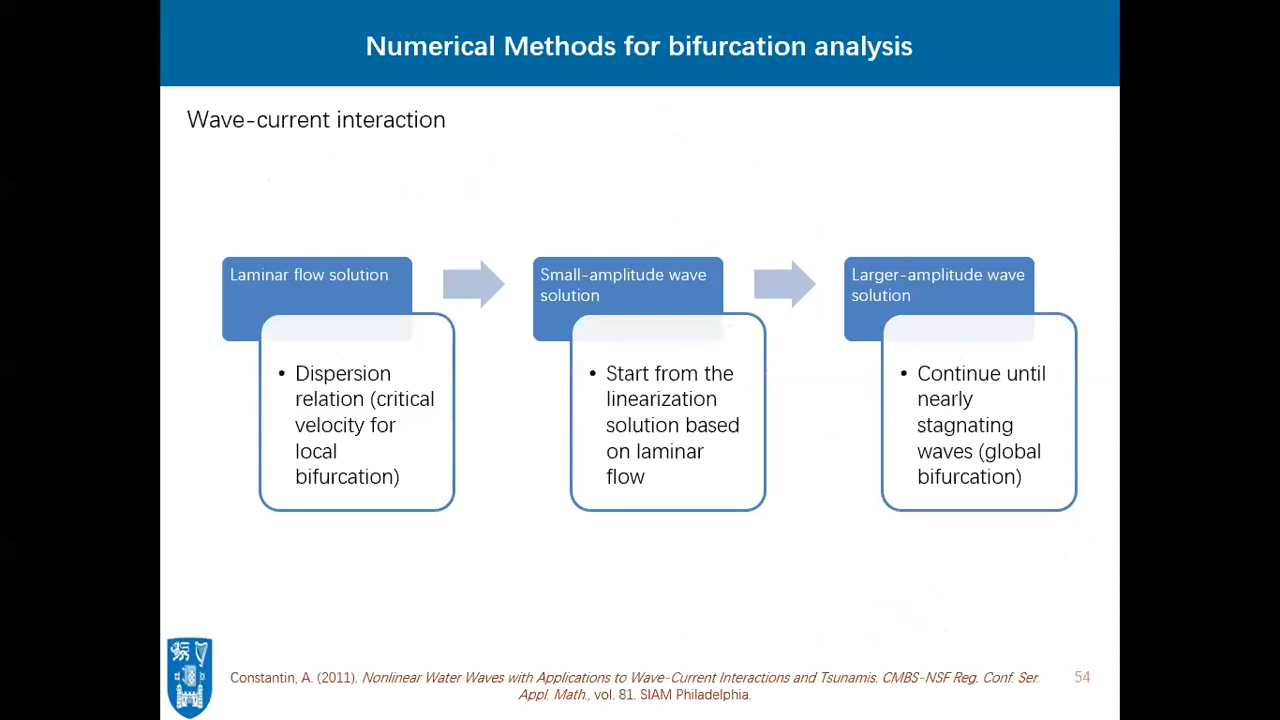 Numerical Methods for bifurcation analysis
Wave-current interaction
Laminar flow solution
• Dispersion
relation (critical
velocity for
local
bifurcation)
Small-amplitude wave
solution
• Start from the
linearization
solution based
on laminar
flow
Larger-amplitude wave
solution
• Continue until
nearly
stagnating
waves (global
bifurcation)
Constantin, A. (2011). Nonlinear Water Waves with Applications to Wave-Current Interactions and Tsunamis. CMBS-NSF Reg. Conf. Ser.
Appl. Math., vol. 81. SIAM Philadelphia.
54